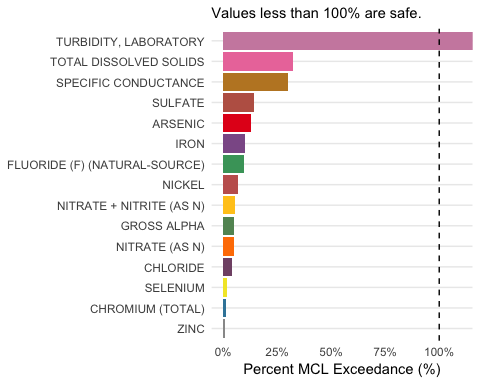 Values less than 100% are safe.
TURBIDITY, LABORATORY
TOTAL DISSOLVED SOLIDS
SPECIFIC CONDUCTANCE
SULFATE
ARSENIC
IRON
FLUORIDE (F) (NATURAL-SOURCE)
NICKEL
NITRATE + NITRITE (AS N)
GROSS ALPHA
NITRATE (AS N)
CHLORIDE
SELENIUM
CHROMIUM (TOTAL)
ZINC
0% 25% 50% 75% 100%
Percent MCL Exceedance (%)